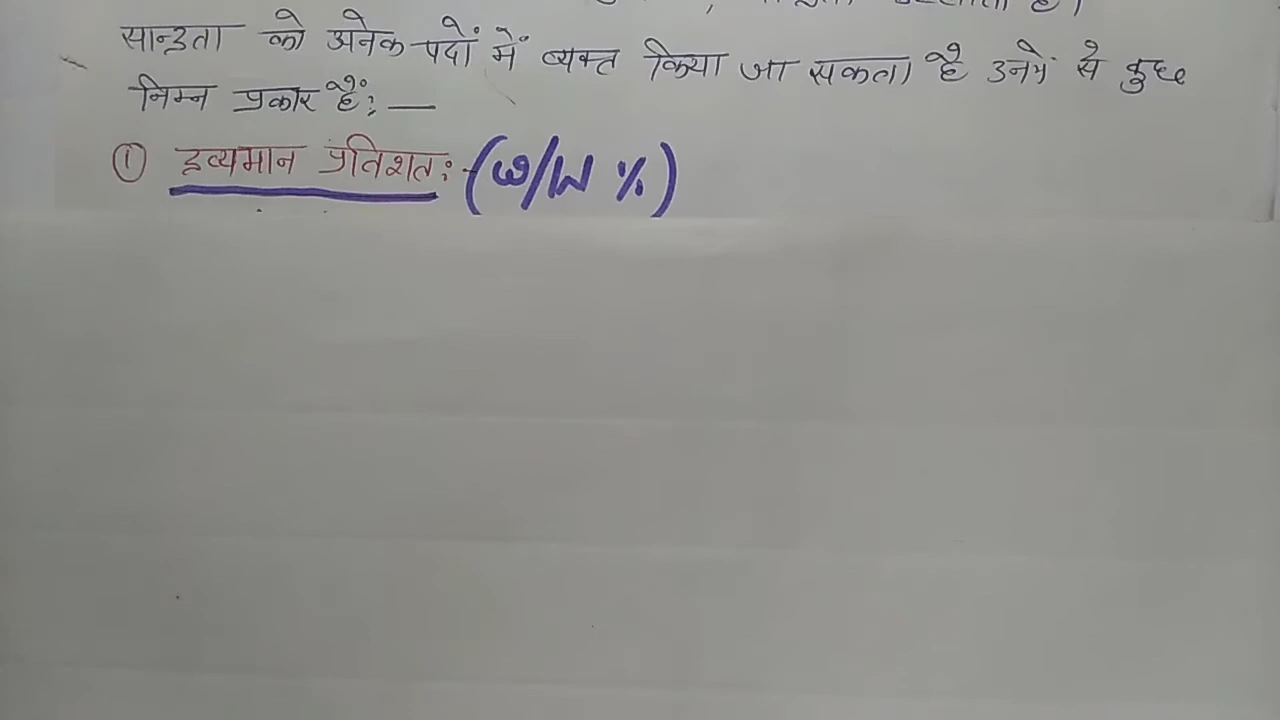 है।
सान्द्रता को अनेक पदों में व्यक्त किया जा सकता है उनमें से कुछ
निम्न प्रकार हैं:—
① द्रव्यमान प्रतिशत:- (w/W %)